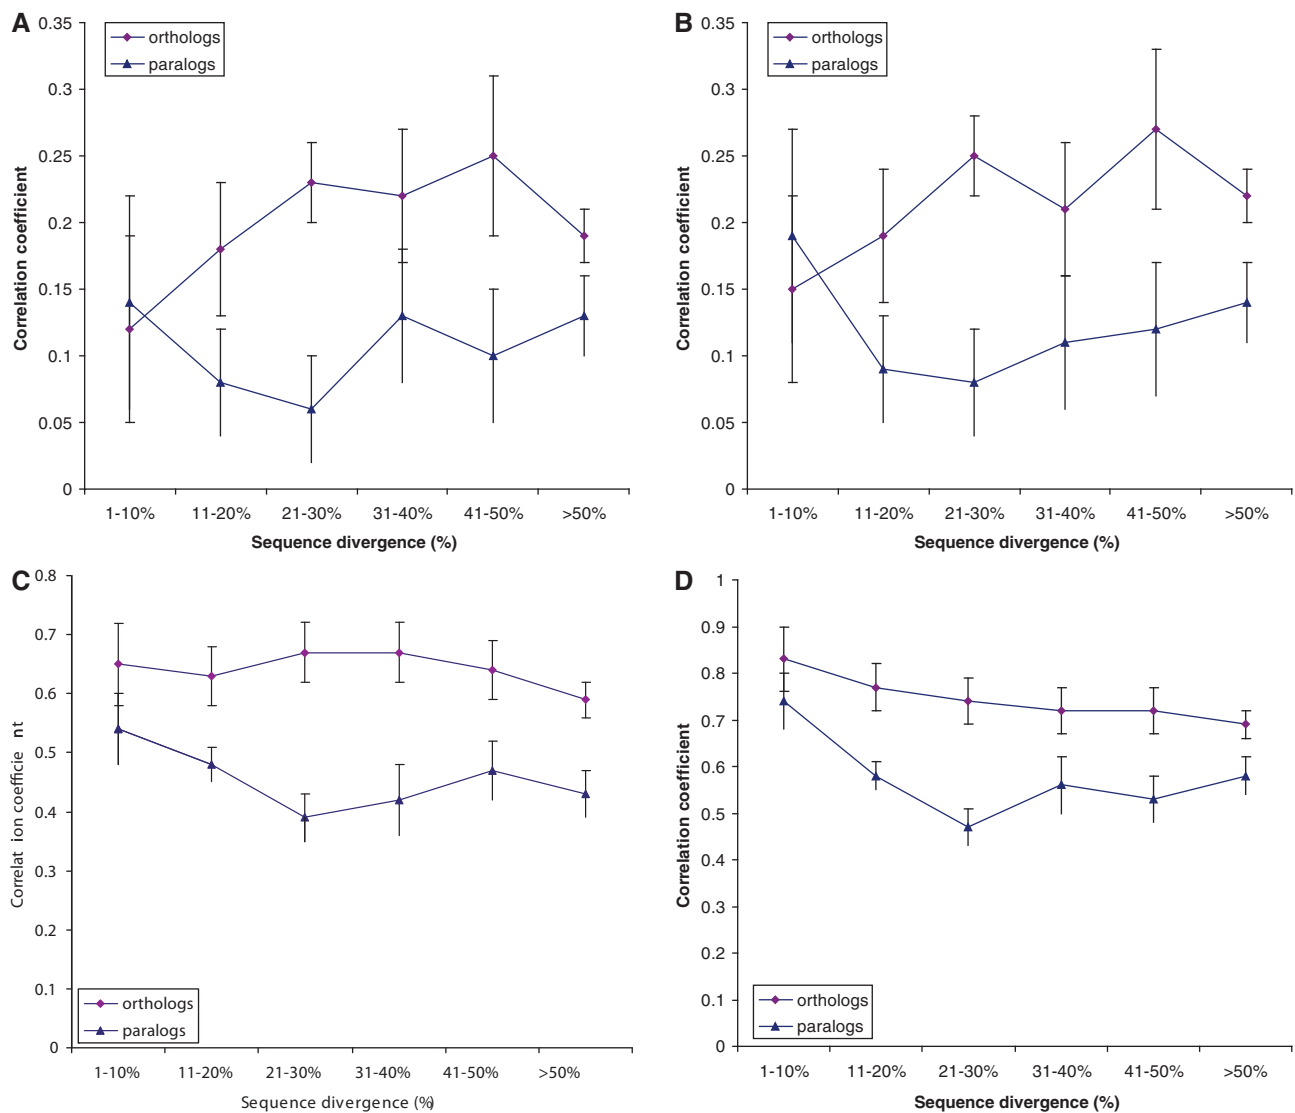 A
orthologs
paralogs
0.35
0.3
0.25
0.2
0.15
0.1
0.05
0
Correlation coefficient
1-10% 11-20% 21-30% 31-40% 41-50% >50%
Sequence divergence (%)
B
orthologs
paralogs
0.35
0.3
0.25
0.2
0.15
0.1
0.05
0
Correlation coefficient
1-10% 11-20% 21-30% 31-40% 41-50% >50%
Sequence divergence (%)
C
0.8
0.7
0.6
0.5
0.4
0.3
0.2
0.1
0
Correlat ion coefficie nt
orthologs
paralogs
1-10% 11-20% 21-30% 31-40% 41-50% >50%
Sequence divergence (%)
D
1
0.9
0.8
0.7
0.6
0.5
0.4
0.3
0.2
0.1
0
Correlation coefficient
orthologs
paralogs
1-10% 11-20% 21-30% 31-40% 41-50% >50%
Sequence divergence (%)